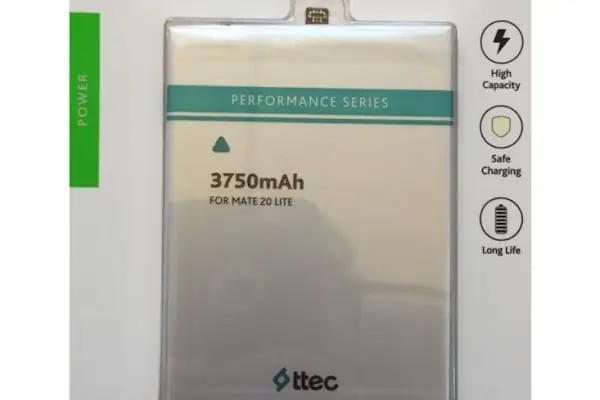 POWER
PERFORMANCE SERIES
3750mAh
FOR MATE 20 LITE
ttec
High
Capacity
Safe
Charging
Long Life